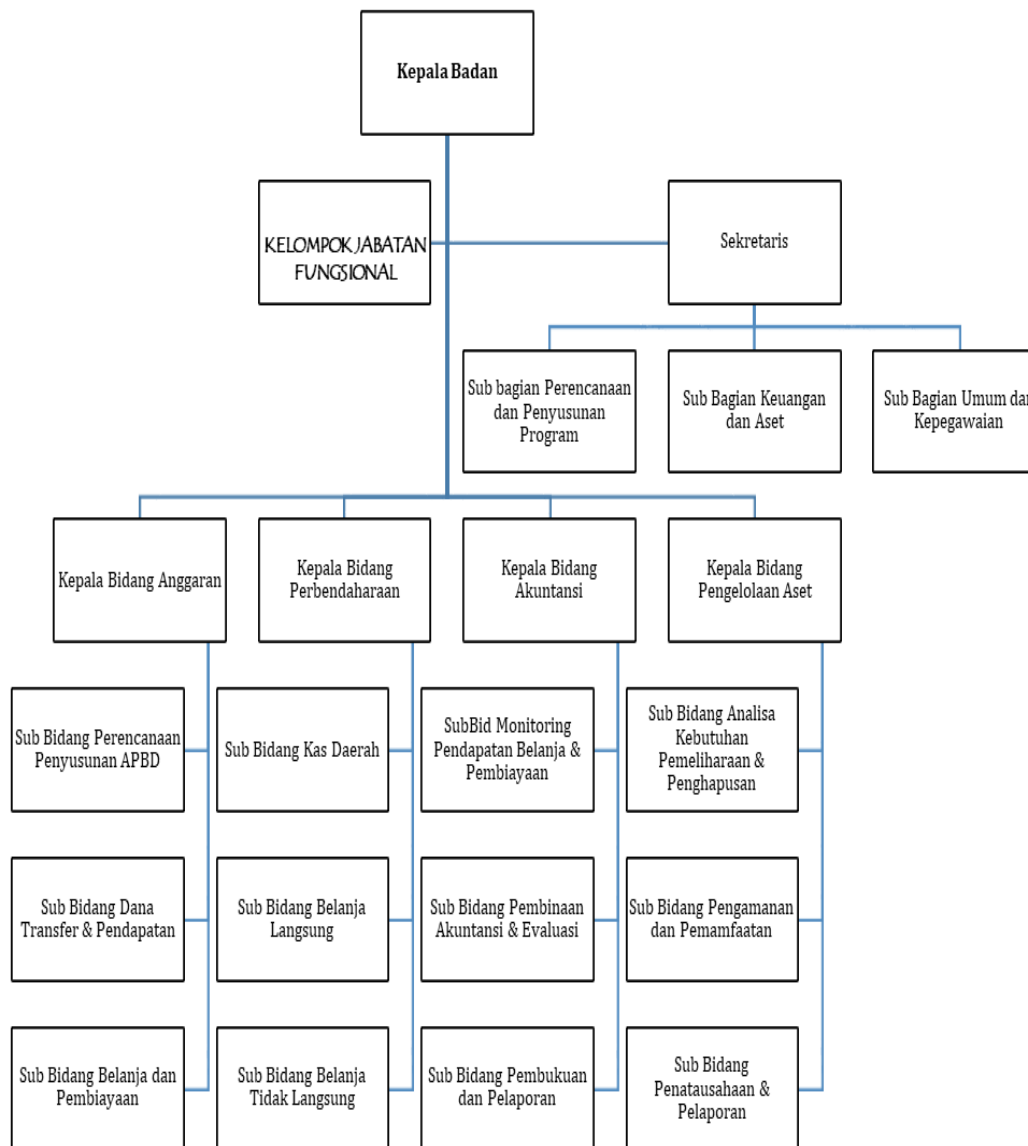 Kepala Badan
KELOMPOK JABATAN
FUNGSIONAL
Sekretaris
Sub bagian Perencanaan
dan Penyusunan
Program
Sub Bagian Keuangan
dan Aset
Sub Bagian Umum dan
Kepegawaian
Kepala Bidang Anggaran
Kepala Bidang
Perbendaharaan
Kepala Bidang
Akuntansi
Kepala Bidang
Pengelolaan Aset
Sub Bidang Perencanaan
Penyusunan APBD
Sub Bidang Kas Daerah
SubBid Monitoring
Pendapatan Belanja &
Pembiayaan
Sub Bidang Analisa
Kebutuhan
Pemeliharaan &
Penghapusan
Sub Bidang Dana
Transfer & Pendapatan
Sub Bidang Belanja
Langsung
Sub Bidang Pembinaan
Akuntansi & Evaluasi
Sub Bidang Pengamanan
dan Pemamfaatan
Sub Bidang Belanja dan
Pembiayaan
Sub Bidang Belanja
Tidak Langsung
Sub Bidang Pembukuan
dan Pelaporan
Sub Bidang
Penatausahaan &
Pelaporan